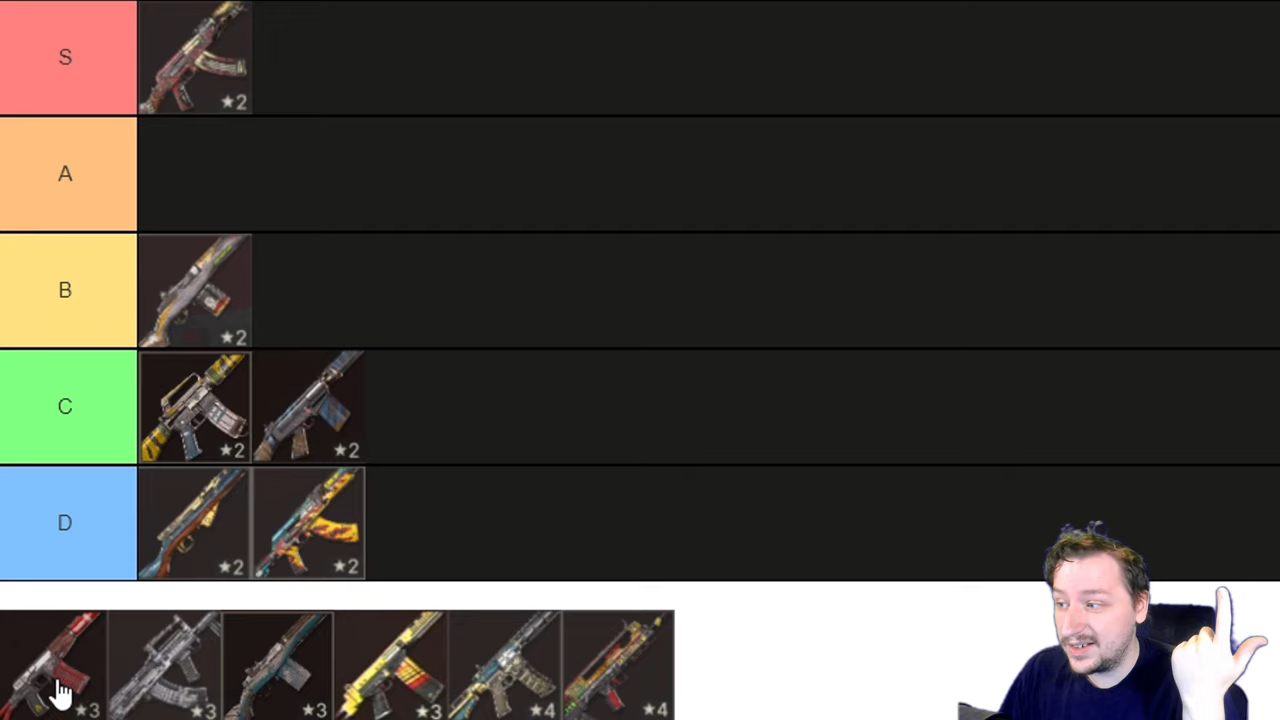 S
★2
A
B
★2
C
★2 ★2
D
★2 ★2
★3 ★3 ★3 ★3 ★4 ★4